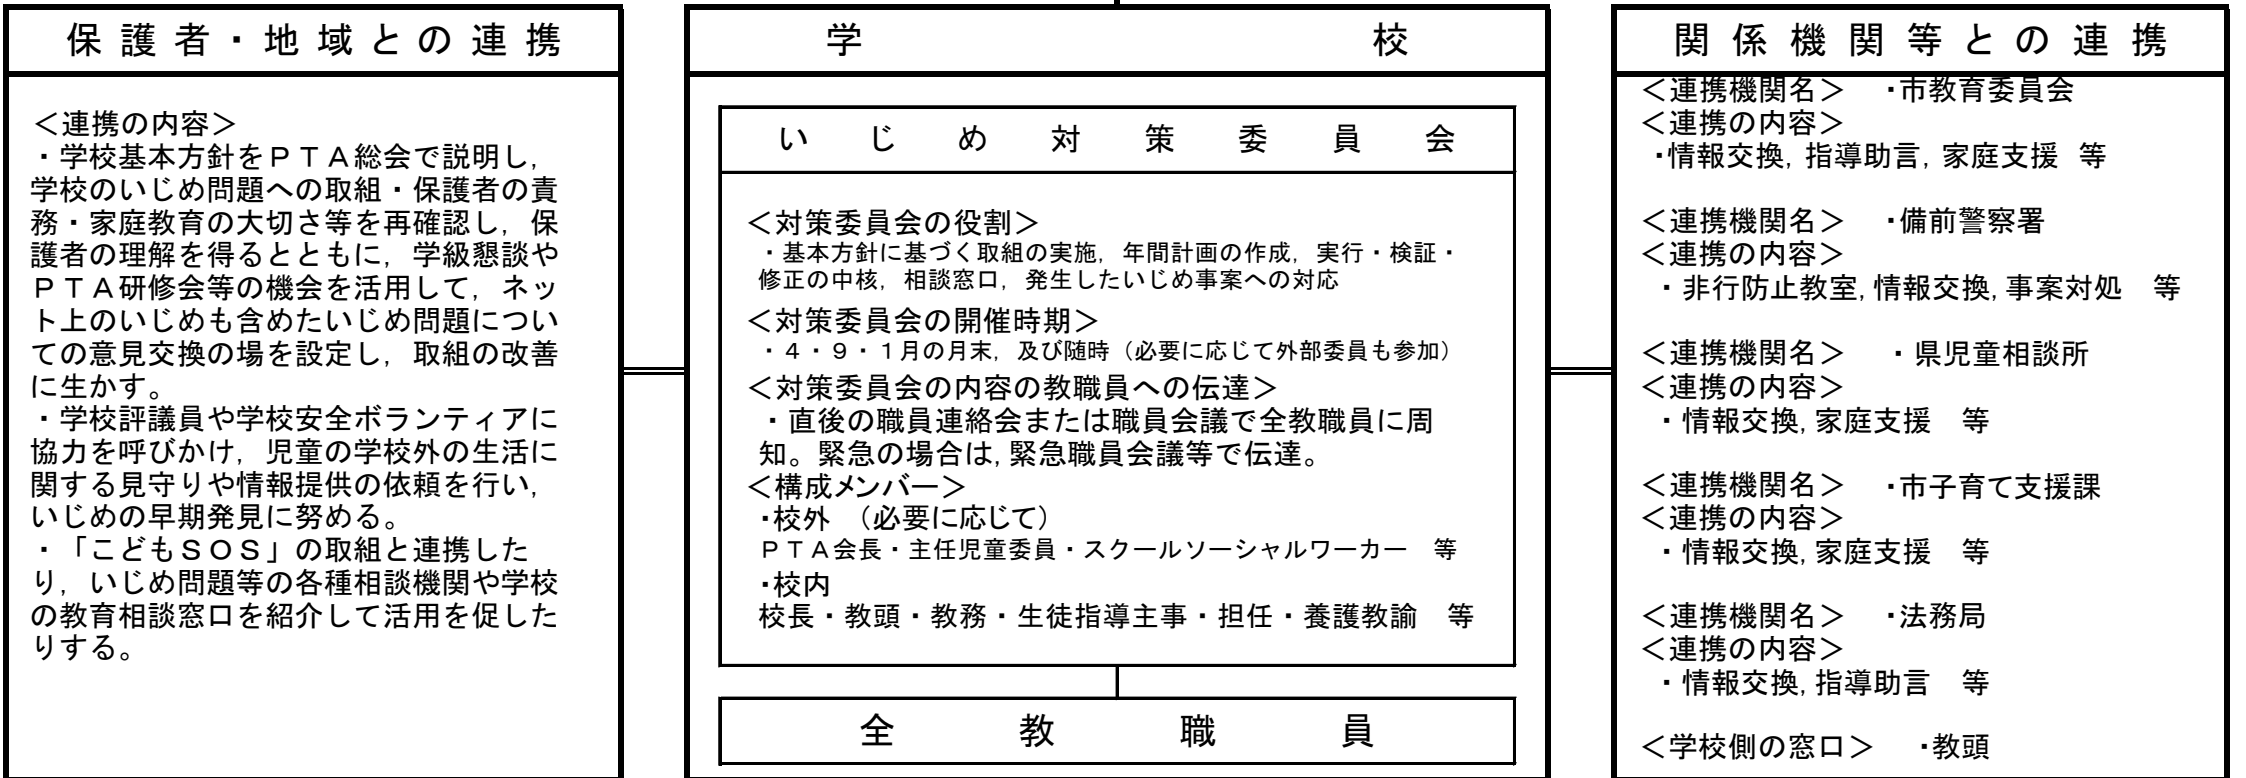 保護者・地域との連携
＜連携の内容＞
・学校基本方針をＰＴＡ総会で説明し，
学校のいじめ問題への取組・保護者の責
務・家庭教育の大切さ等を再確認し，保
護者の理解を得るとともに，学級懇談や
ＰＴＡ研修会等の機会を活用して，ネッ
ト上のいじめも含めたいじめ問題につい
ての意見交換の場を設定し，取組の改善
に生かす。
・学校評議員や学校安全ボランティアに
協力を呼びかけ，児童の学校外の生活に
関する見守りや情報提供の依頼を行い，
いじめの早期発見に努める。
・「こどもＳＯＳ」の取組と連携した
り，いじめ問題等の各種相談機関や学校
の教育相談窓口を紹介して活用を促した
りする。
学校
いじめ対策委員会
＜対策委員会の役割＞
・基本方針に基づく取組の実施，年間計画の作成，実行・検証・
修正の中核，相談窓口，発生したいじめ事案への対応
＜対策委員会の開催時期＞
・４・９・１月の月末，及び随時（必要に応じて外部委員も参加）
＜対策委員会の内容の教職員への伝達＞
・直後の職員連絡会または職員会議で全教職員に周
知。緊急の場合は，緊急職員会議等で伝達。
＜構成メンバー＞
・校外　（必要に応じて）
ＰＴＡ会長・主任児童委員・スクールソーシャルワーカー　等
・校内
校長・教頭・教務・生徒指導主事・担任・養護教諭　等
全教職員
関係機関等との連携
＜連携機関名＞　・市教育委員会
＜連携の内容＞
・情報交換，指導助言，家庭支援　等
＜連携機関名＞　・備前警察署
＜連携の内容＞
・非行防止教室，情報交換，事案対処　等
＜連携機関名＞　・県児童相談所
＜連携の内容＞
・情報交換，家庭支援　等
＜連携機関名＞　・市子育て支援課
＜連携の内容＞
・情報交換，家庭支援　等
＜連携機関名＞　・法務局
＜連携の内容＞
・情報交換，指導助言　等
＜学校側の窓口＞　・教頭